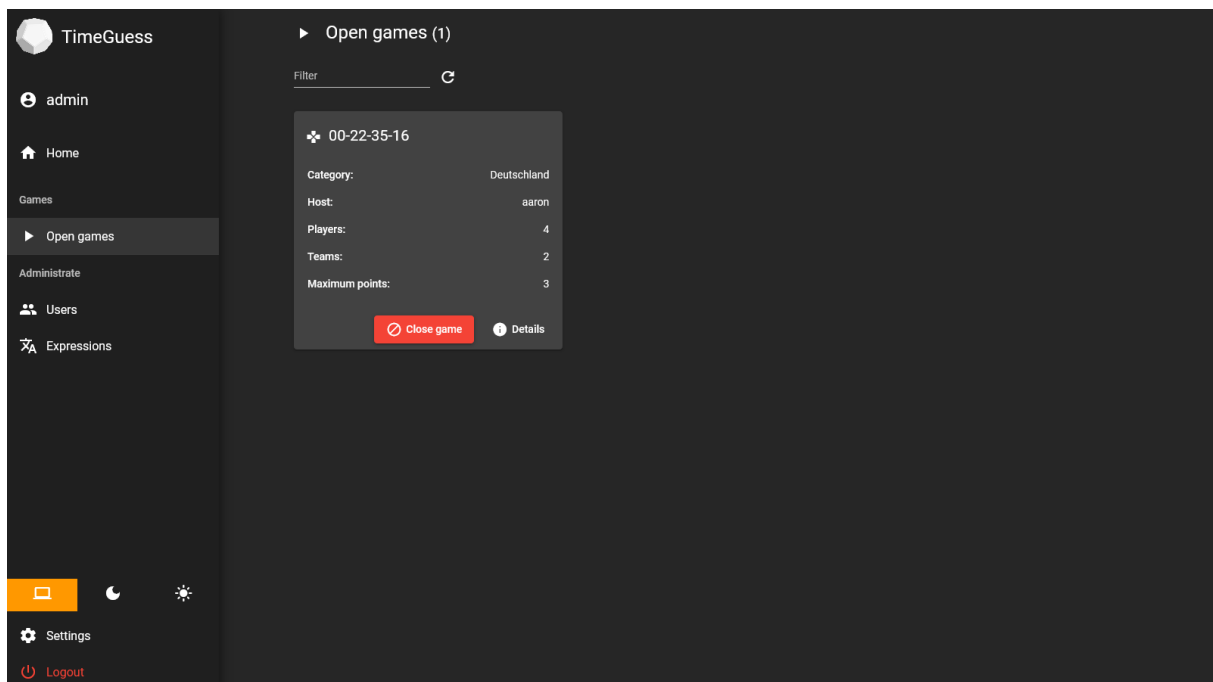 TimeGuess
admin
Home
Games
Open games
Administrate
Users
Expressions
Settings
Logout
Open games (1)
Filter
00-22-35-16
Category: Deutschland
Host: aaron
Players: 4
Teams: 2
Maximum points: 3
Close game Details